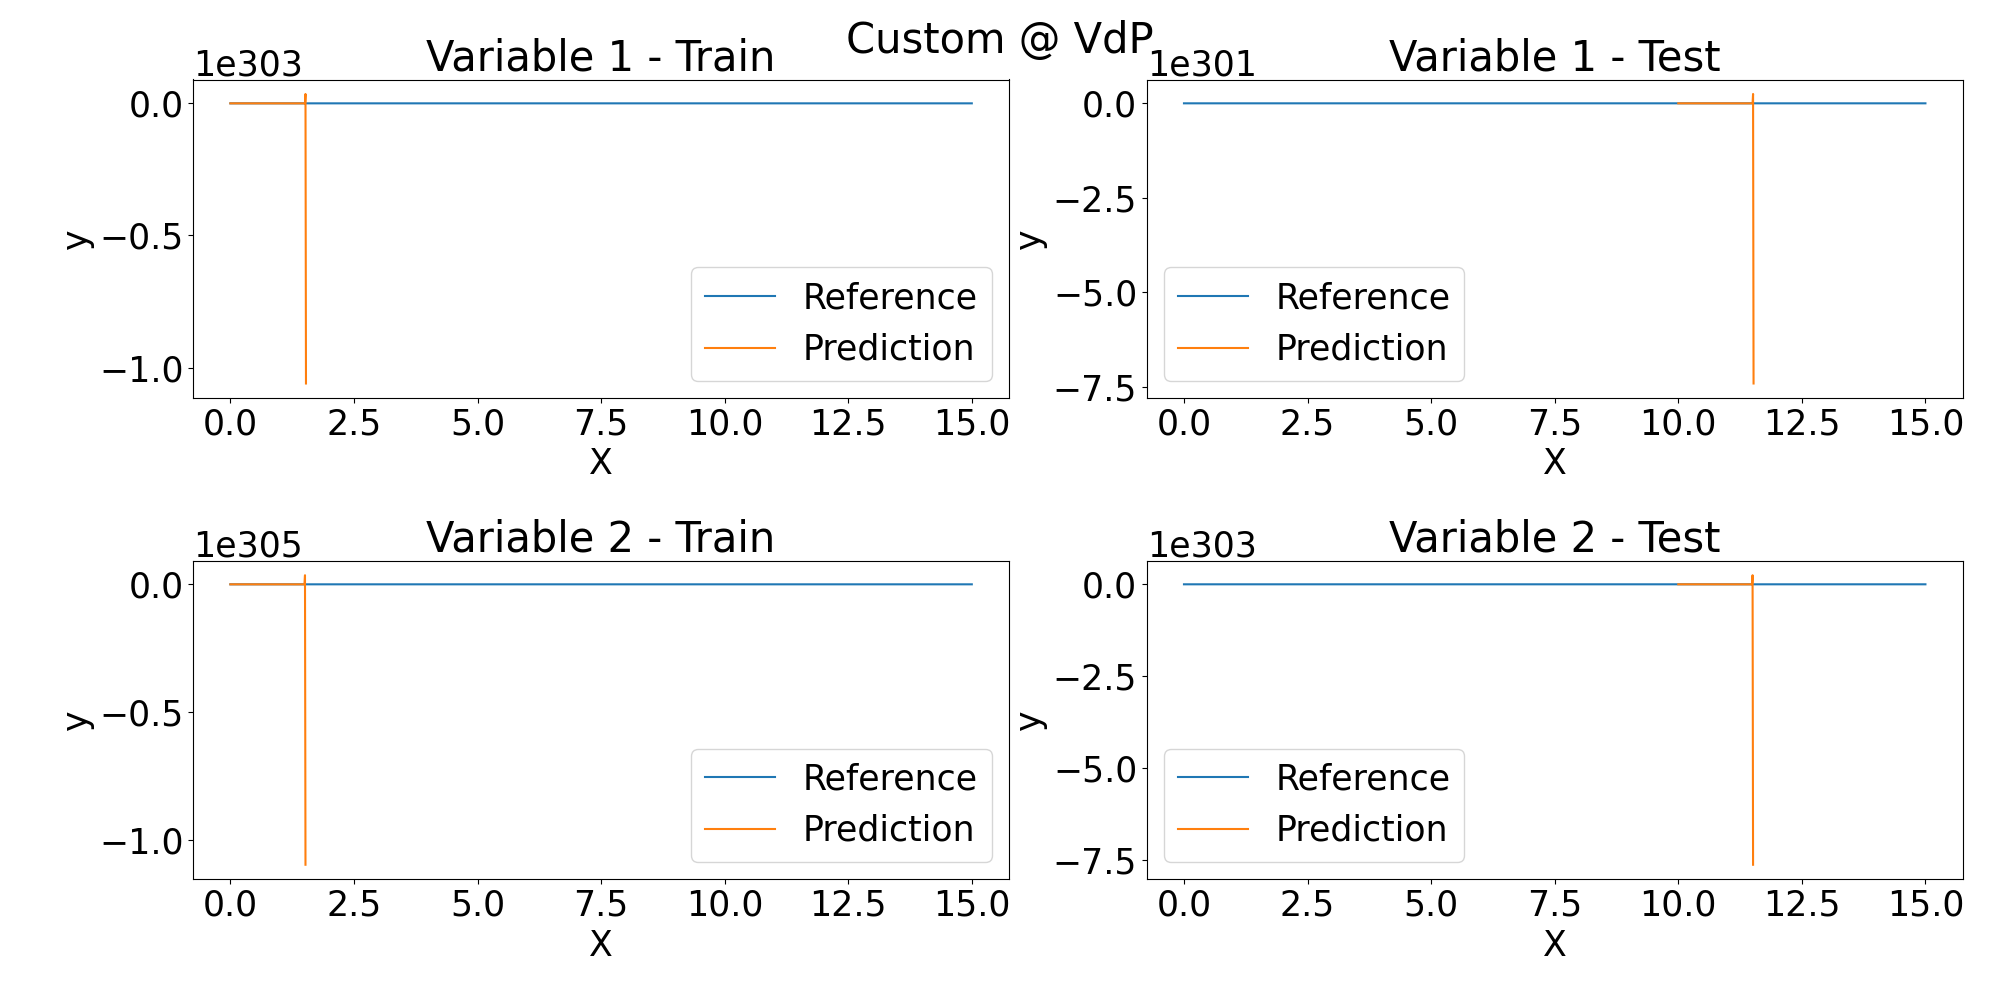 Custom @ VdP
Variable 1 - Train
1e303
0.0
−0.5
−1.0
y
0.0 2.5 5.0 7.5 10.0 12.5 15.0
X
Reference
Prediction
Variable 1 - Test
1e301
0.0
−2.5
−5.0
−7.5
y
0.0 2.5 5.0 7.5 10.0 12.5 15.0
X
Reference
Prediction
Variable 2 - Train
1e305
0.0
−0.5
−1.0
y
0.0 2.5 5.0 7.5 10.0 12.5 15.0
X
Reference
Prediction
Variable 2 - Test
1e303
0.0
−2.5
−5.0
−7.5
y
0.0 2.5 5.0 7.5 10.0 12.5 15.0
X
Reference
Prediction